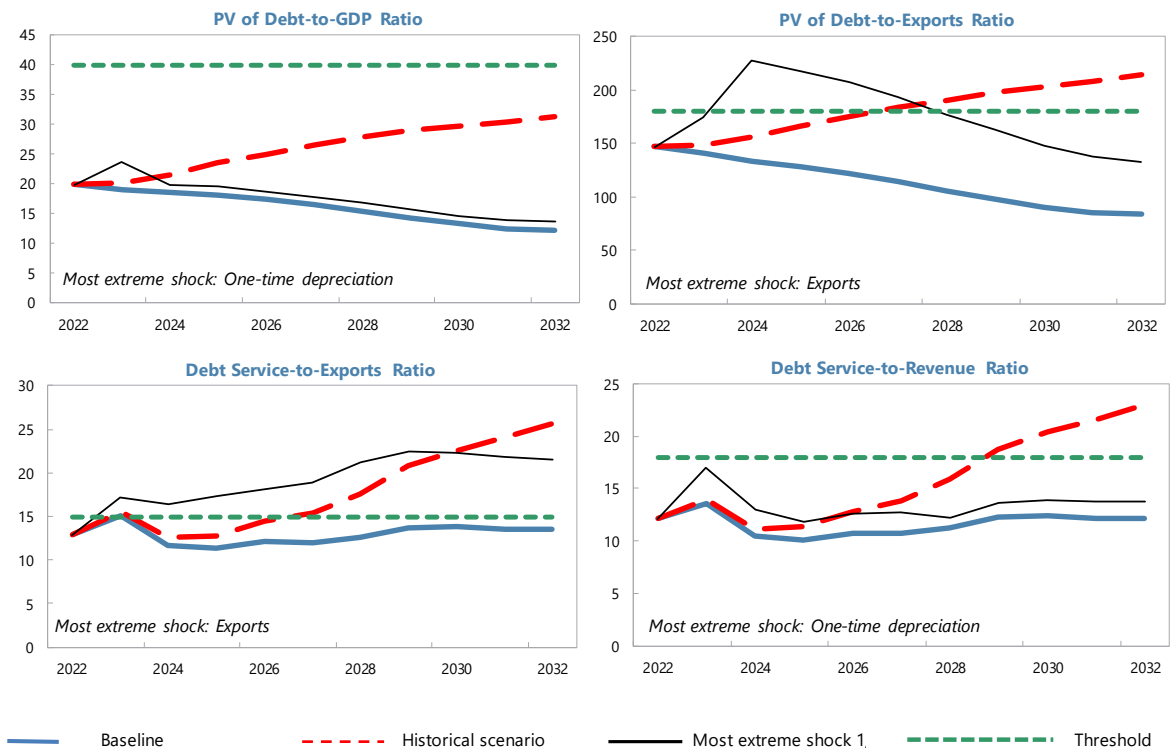 PV of Debt-to-GDP Ratio
45
40
35
30
25
20
15
10
5
0
Most extreme shock: One-time depreciation
2022 2024 2026 2028 2030 2032
PV of Debt-to-Exports Ratio
250
200
150
100
50
0
Most extreme shock: Exports
2022 2024 2026 2028 2030 2032
Debt Service-to-Exports Ratio
30
25
20
15
10
5
0
Most extreme shock: Exports
2022 2024 2026 2028 2030 2032
Debt Service-to-Revenue Ratio
25
20
15
10
5
0
Most extreme shock: One-time depreciation
2022 2024 2026 2028 2030 2032
Baseline Historical scenario Most extreme shock 1/ Threshold